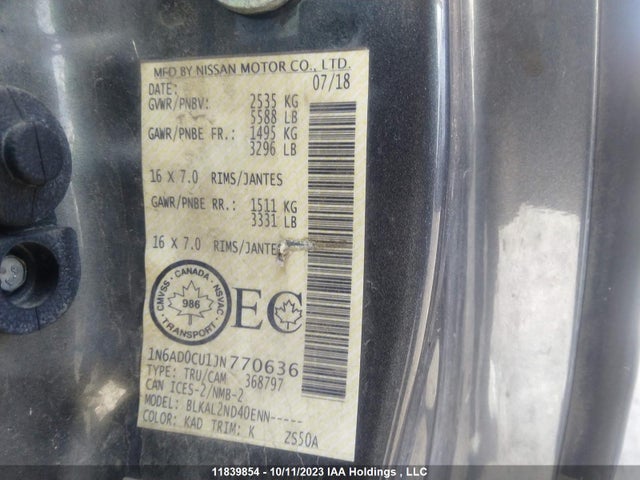 MFD BY NISSAN MOTOR CO., LTD.
DATE: 07/18
GVWR/PNBV: 2535 KG
5588 LB
GAWR/PNBE FR.: 1495 KG
3296 LB
16 X 7.0 RIMS/JANTES
GAWR/PNBE RR.: 1511 KG
3331 LB
16 X 7.0 RIMS/JANTES
CMVSS - CANADA - NSVAC
986
TRANSPORT
EC
1N6AD0CU1JN770636
TYPE: TRU/CAM 368797
CAN ICES-2/NMB-2
MODEL: BLKAL2ND40ENN-----
COLOR: KAD TRIM: K ZS50A
11839854 - 10/11/2023 IAA Holdings , LLC